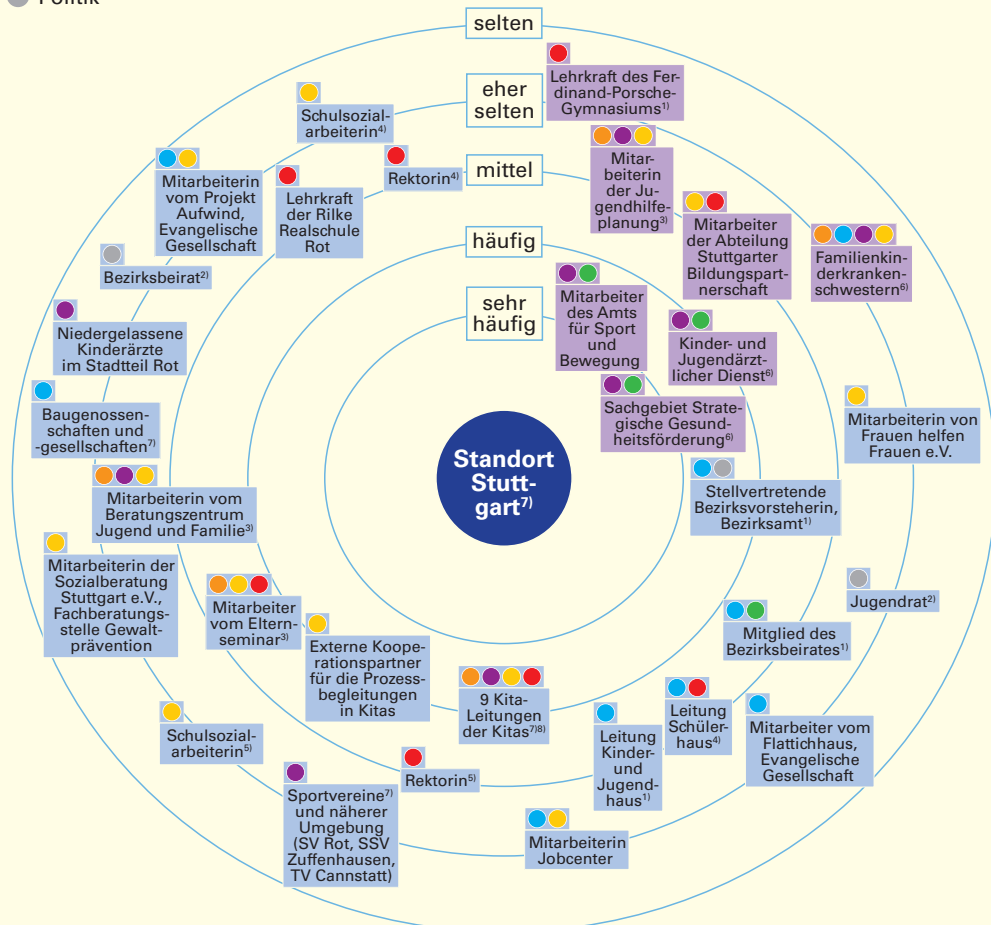 Politik
selten
eher
selten
mittel
häufig
sehr
häufig
Standort
Stutt-
gart7)
Lehrkraft des Fer-
dinand-Porsche-
Gymnasiums1)
Schulsozial-
arbeiterin4)
Rektorin4)
Mitar-
beiterin
der Ju-
gendhilfe-
planung3)
Mitarbeiterin
vom Projekt
Aufwind,
Evangelische
Gesellschaft
Lehrkraft
der Rilke
Realschule
Rot
Mitarbeiter
der Abteilung
Stuttgarter
Bildungspart-
nerschaft
Familienkin-
derkranken-
schwestern6)
Bezirksbeirat2)
Mitarbeiter
des Amts
für Sport
und
Bewegung
Niedergelassene
Kinderärzte
im Stadtteil Rot
Kinder- und
Jugendärzt-
licher Dienst6)
Baugenossen-
schaften und
-gesellschaften7)
Sachgebiet Strate-
gische Gesund-
heitsförderung6)
Mitarbeiterin von
Frauen helfen
Frauen e.V.
Mitarbeiterin vom
Beratungszentrum
Jugend und Familie3)
Stellvertretende
Bezirksvorsteherin,
Bezirksamt1)
Mitarbeiterin der
Sozialberatung
Stuttgart e.V.,
Fachberatungs-
stelle Gewalt-
prävention
Mitarbeiter
vom Eltern-
seminar3)
Jugendrat2)
Externe Koope-
rationspartner
für die Prozess-
begleitungen
in Kitas
Mitglied des
Bezirksbeirates1)
9 Kita-
Leitungen
der Kitas7)8)
Leitung
Schüler-
haus4)
Schulsozial-
arbeiterin5)
Leitung
Kinder-
und
Jugend-
haus1)
Mitarbeiter vom
Flattichhaus,
Evangelische
Gesellschaft
Rektorin5)
Sportvereine7)
und näherer
Umgebung
(SV Rot, SSV
Zuffenhausen,
TV Cannstatt)
Mitarbeiterin
Jobcenter